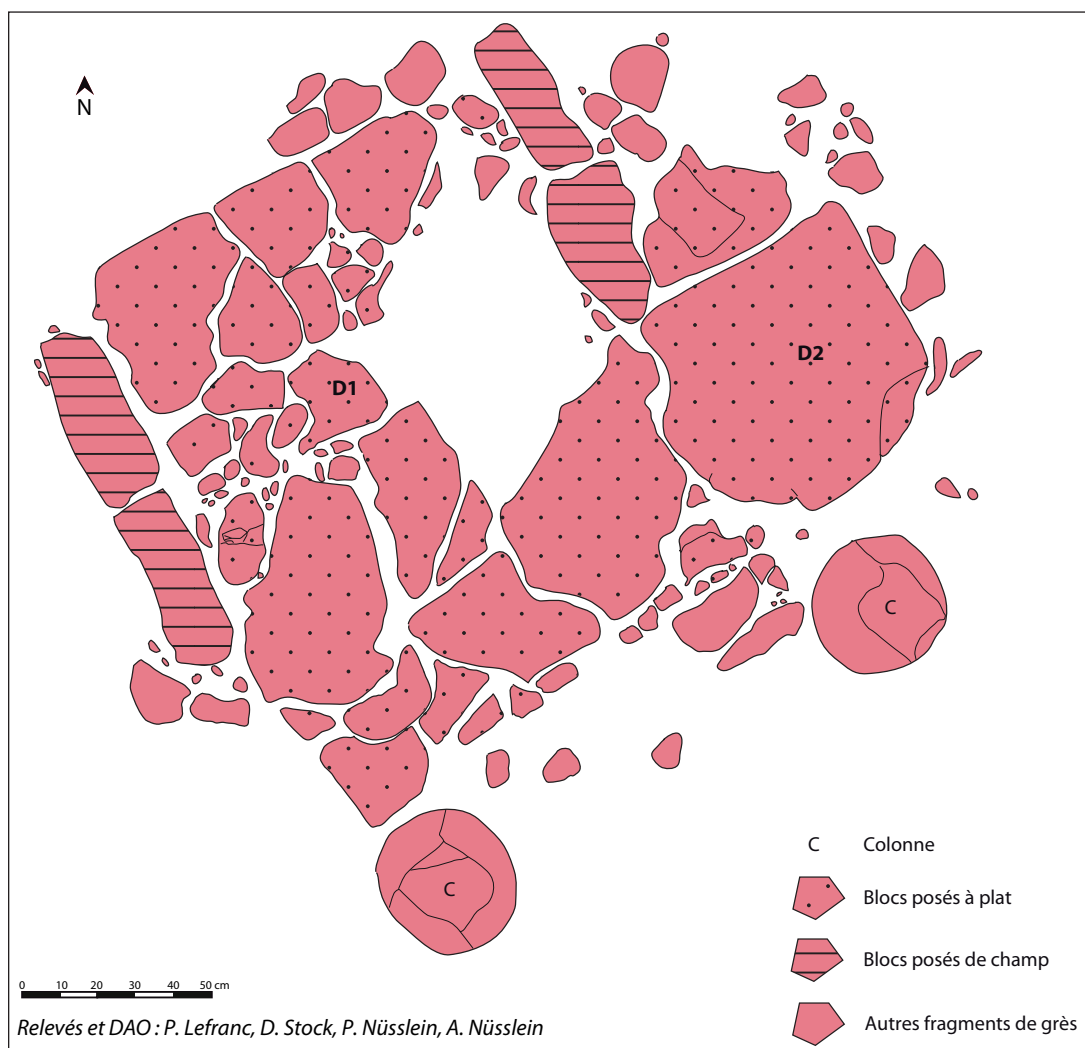 N
D2
D1
C
C
C Colonne
Blocs posés à plat
Blocs posés de champ
Autres fragments de grès
0 10 20 30 40 50 cm
Relevés et DAO : P. Lefranc, D. Stock, P. Nüsslein, A. Nüsslein